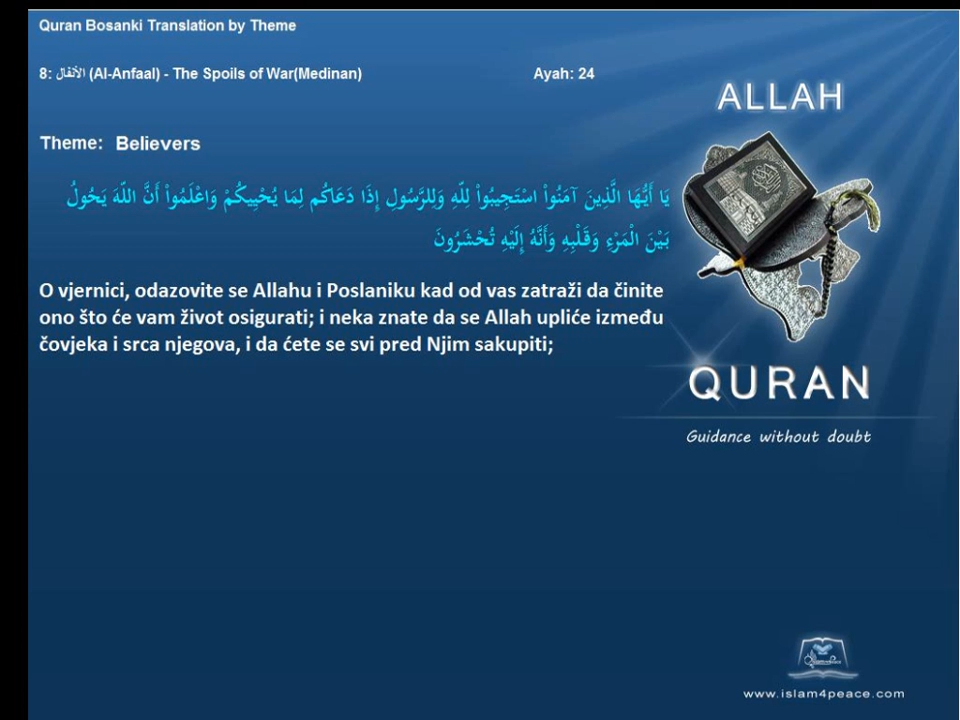 Quran Bosanki Translation by Theme
8: الأنفال (Al-Anfaal) - The Spoils of War(Medinan) Ayah: 24
ALLAH
Theme: Believers
يَا أَيُّهَا الَّذِينَ آمَنُواْ اسْتَجِيبُواْ لِلّهِ وَلِلرَّسُولِ إِذَا دَعَاكُم لِمَا يُحْيِيكُمْ وَاعْلَمُواْ أَنَّ اللّهَ يَحُولُ
بَيْنَ الْمَرْءِ وَقَلْبِهِ وَأَنَّهُ إِلَيْهِ تُحْشَرُونَ
O vjernici, odazovite se Allahu i Poslaniku kad od vas zatraži da činite
ono što će vam život osigurati; i neka znate da se Allah upliće između
čovjeka i srca njegova, i da ćete se svi pred Njim sakupiti;
QURAN
Guidance without doubt
www.islam4peace.com